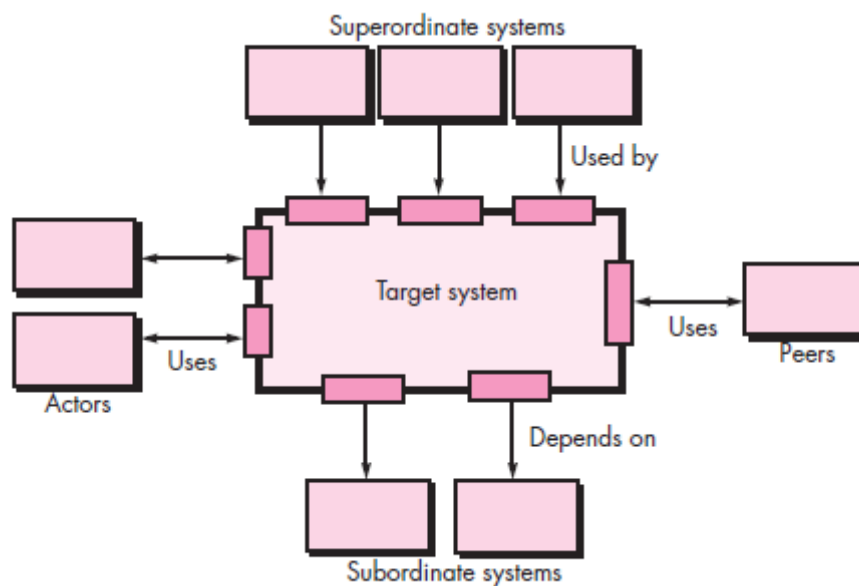 Superordinate systems
Used by
Target system
Uses
Peers
Uses
Actors
Depends on
Subordinate systems